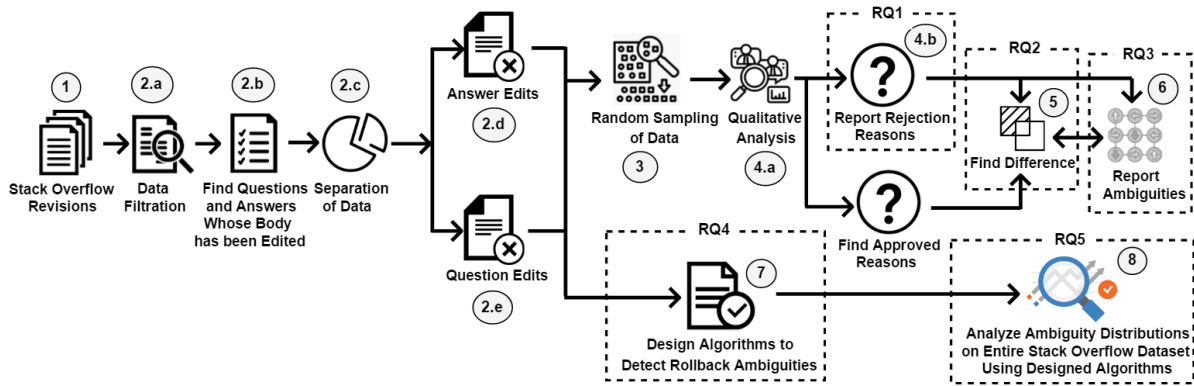 1
Stack Overflow
Revisions
2.a
Data
Filtration
2.b
Find Questions
and Answers
Whose Body
has been Edited
2.c
Separation
of Data
Answer Edits
2.d
Question Edits
2.e
Random Sampling
of Data
3
Qualitative
Analysis
4.a
RQ1
4.b
?
Report Rejection
Reasons
?
Find Approved
Reasons
RQ2
5
Find Difference
RQ3
6
Report
Ambiguities
RQ4
7
Design Algorithms to
Detect Rollback Ambiguities
RQ5
8
Analyze Ambiguity Distributions
on Entire Stack Overflow Dataset
Using Designed Algorithms